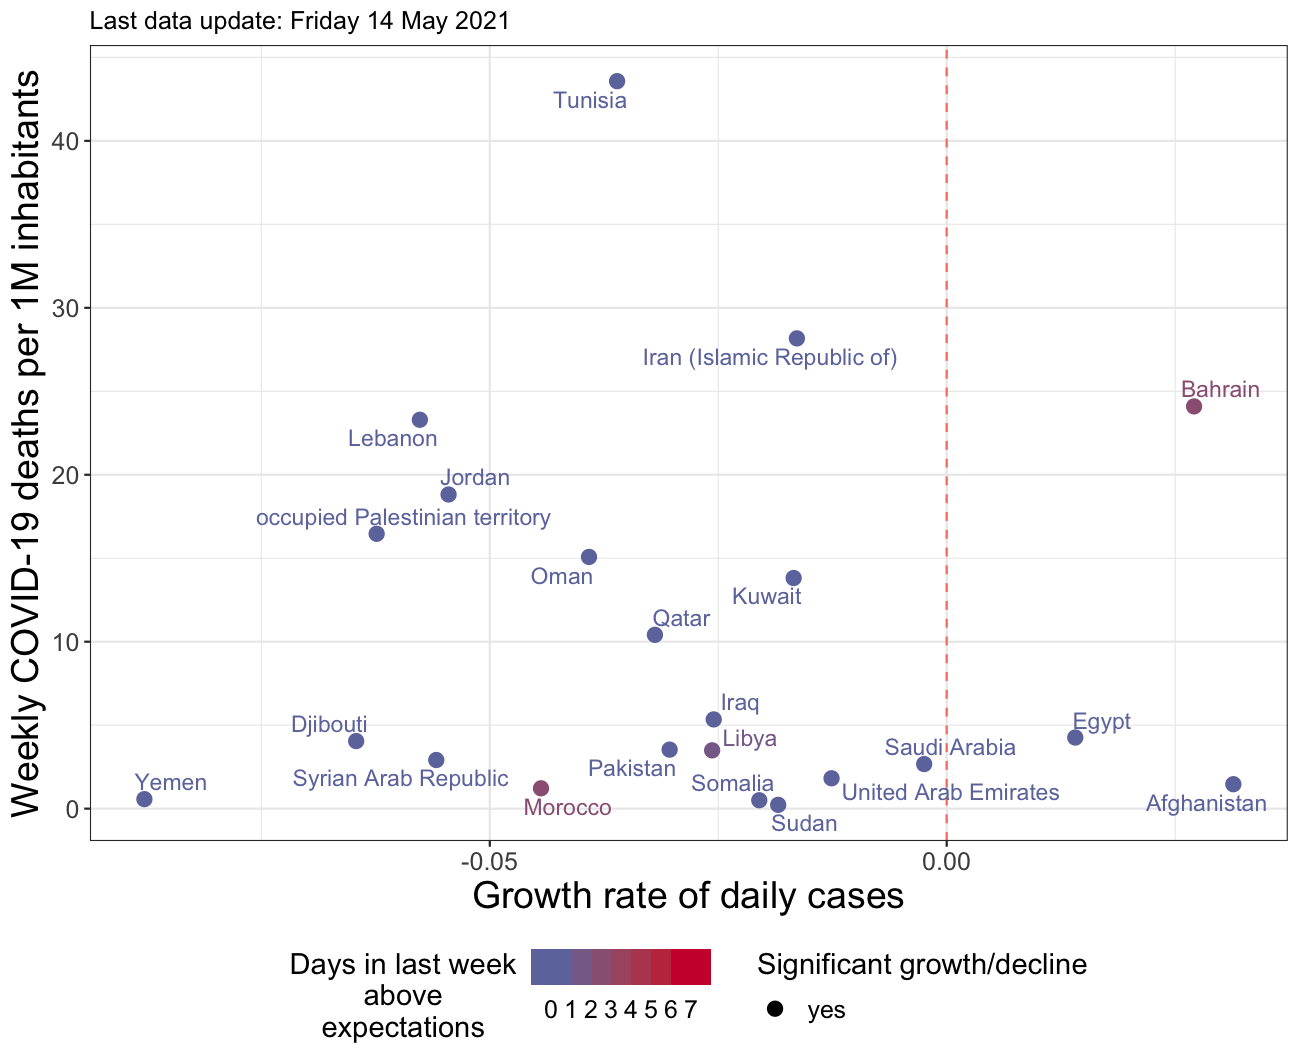 Last data update: Friday 14 May 2021
Weekly COVID-19 deaths per 1M inhabitants
40
30
20
10
0
Tunisia
Iran (Islamic Republic of)
Bahrain
Lebanon
Jordan
occupied Palestinian territory
Oman
Kuwait
Qatar
Iraq
Djibouti
Egypt
Libya
Saudi Arabia
Pakistan
Syrian Arab Republic
Yemen
Somalia
United Arab Emirates
Afghanistan
Morocco
Sudan
-0.05
0.00
Growth rate of daily cases
Days in last week
above
expectations
0 1 2 3 4 5 6 7
Significant growth/decline
yes